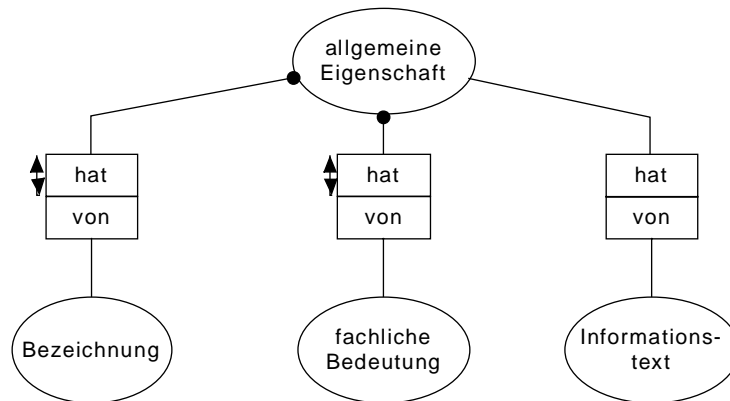 allgemeine
Eigenschaft
hat
hat
hat
von
von
von
Bezeichnung
fachliche
Bedeutung
Informations-
text